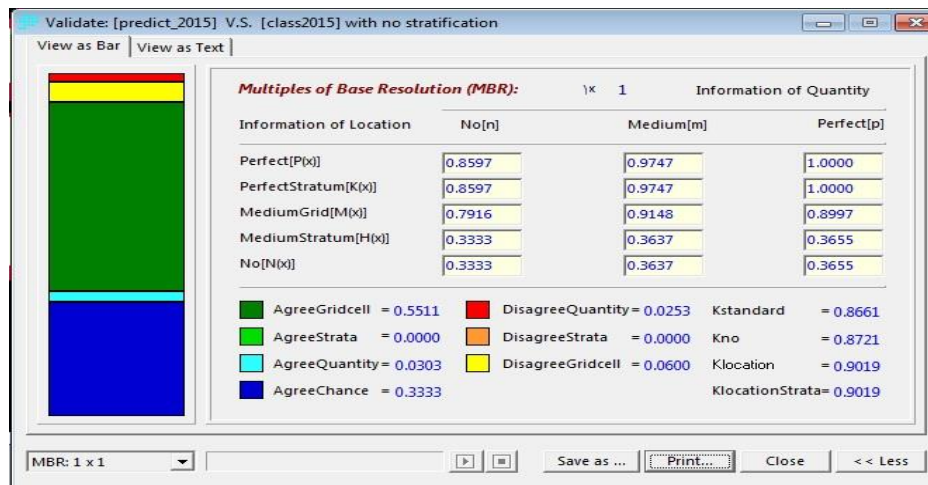 Validate: [predict_2015] V.S. [class2015] with no stratification
View as Bar View as Text
Multiples of Base Resolution (MBR): 1 Information of Quantity
Information of Location No[n] Medium[m] Perfect[p]
Perfect[P(x)] 0.8597 0.9747 1.0000
PerfectStratum[K(x)] 0.8597 0.9747 1.0000
MediumGrid[M(x)] 0.7916 0.9148 0.8997
MediumStratum[H(x)] 0.3333 0.3637 0.3655
No[N(x)] 0.3333 0.3637 0.3655
AgreeGridcell = 0.5511 DisagreeQuantity = 0.0253 Kstandard = 0.8661
AgreeStrata = 0.0000 DisagreeStrata = 0.0000 Kno = 0.8721
AgreeQuantity = 0.0303 DisagreeGridcell = 0.0600 Klocation = 0.9019
AgreeChance = 0.3333 KlocationStrata= 0.9019
MBR: 1 x 1 Save as ... Print... Close << Less